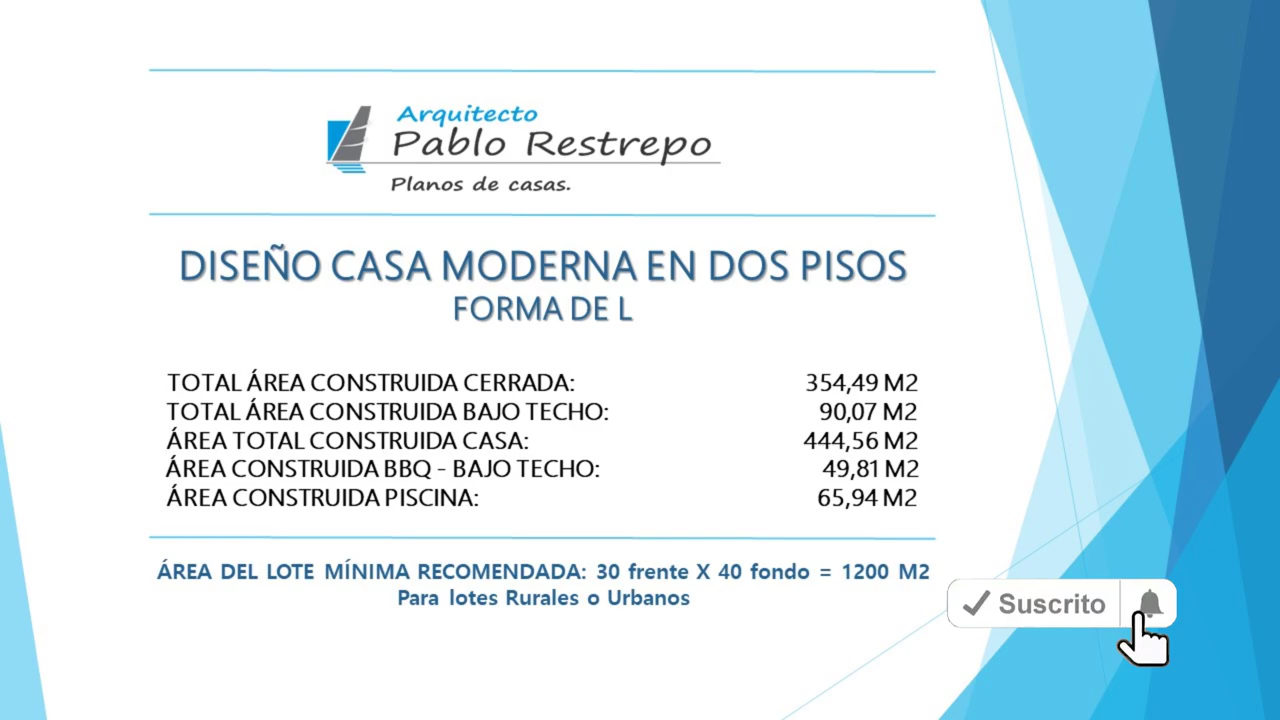 Arquitecto
Pablo Restrepo
Planos de casas.
DISEÑO CASA MODERNA EN DOS PISOS
FORMA DE L
TOTAL ÁREA CONSTRUIDA CERRADA: 354,49 M2
TOTAL ÁREA CONSTRUIDA BAJO TECHO: 90,07 M2
ÁREA TOTAL CONSTRUIDA CASA: 444,56 M2
ÁREA CONSTRUIDA BBQ - BAJO TECHO: 49,81 M2
ÁREA CONSTRUIDA PISCINA: 65,94 M2
ÁREA DEL LOTE MÍNIMA RECOMENDADA: 30 frente X 40 fondo = 1200 M2
Para lotes Rurales o Urbanos
Suscrito